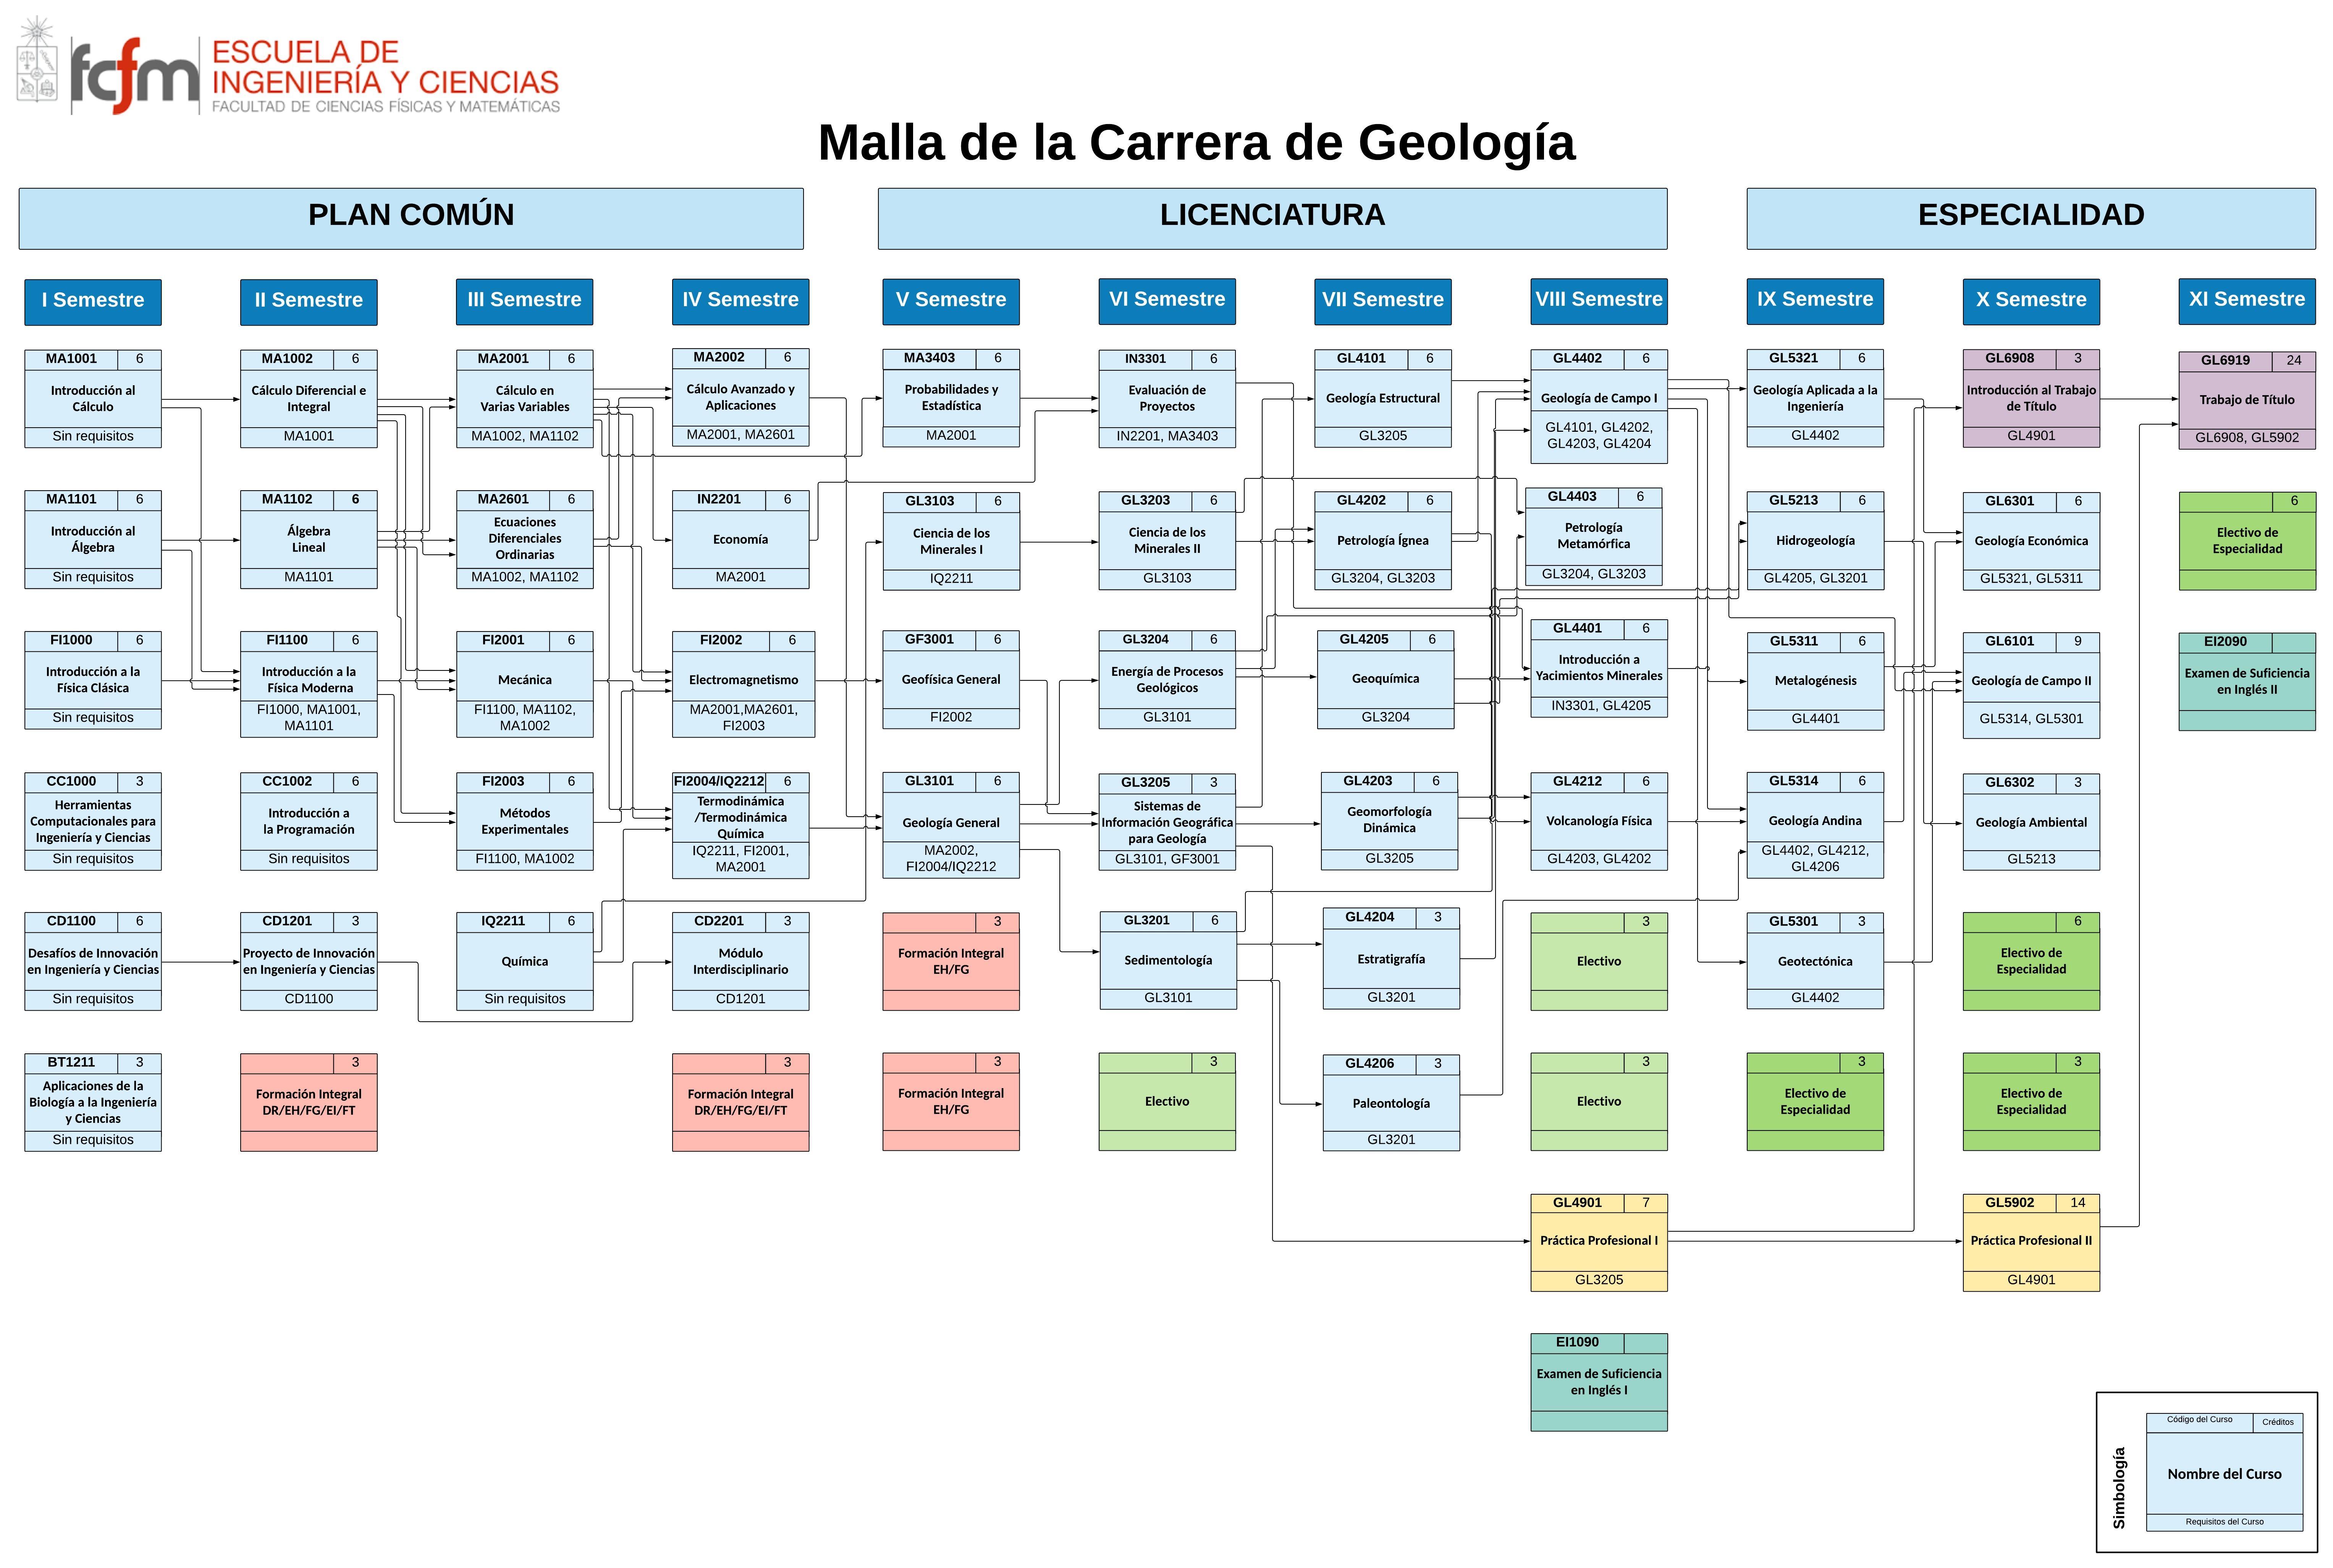 fcfm
ESCUELA DE
INGENIERÍA Y CIENCIAS
FACULTAD DE CIENCIAS FÍSICAS Y MATEMÁTICAS
Malla de la Carrera de Geología
PLAN COMÚN
LICENCIATURA
ESPECIALIDAD
I Semestre
MA1001 6
Introducción al
Cálculo
Sin requisitos
MA1101 6
Introducción al
Álgebra
Sin requisitos
FI1000 6
Introducción a la
Física Clásica
Sin requisitos
CC1000 3
Herramientas
Computacionales para
Ingeniería y Ciencias
Sin requisitos
CD1100 6
Desafíos de Innovación
en Ingeniería y Ciencias
Sin requisitos
BT1211 3
Aplicaciones de la
Biología a la Ingeniería
y Ciencias
Sin requisitos
II Semestre
MA1002 6
Cálculo Diferencial e
Integral
MA1001
MA1102 6
Álgebra
Lineal
MA1101
FI1100 6
Introducción a la
Física Moderna
FI1000, MA1001,
MA1101
CC1002 6
Introducción a
la Programación
Sin requisitos
CD1201 3
Proyecto de Innovación
en Ingeniería y Ciencias
CD1100
3
Formación Integral
DR/EH/FG/EI/FT
III Semestre
MA2001 6
Cálculo en
Varias Variables
MA1002, MA1102
MA2601 6
Ecuaciones
Diferenciales
Ordinarias
MA1002, MA1102
FI2001 6
Mecánica
FI1100, MA1102,
MA1002
FI2003 6
Métodos
Experimentales
FI1100, MA1002
IQ2211 6
Química
Sin requisitos
IV Semestre
MA2002 6
Cálculo Avanzado y
Aplicaciones
MA2001, MA2601
IN2201 6
Economía
MA2001
FI2002 6
Electromagnetismo
MA2001,MA2601,
FI2003
FI2004/IQ2212 6
Termodinámica
/Termodinámica
Química
IQ2211, FI2001,
MA2001
CD2201 3
Módulo
Interdisciplinario
CD1201
3
Formación Integral
DR/EH/FG/EI/FT
V Semestre
MA3403 6
Probabilidades y
Estadística
MA2001
GL3103 6
Ciencia de los
Minerales I
IQ2211
GF3001 6
Geofísica General
FI2002
GL3101 6
Geología General
MA2002,
FI2004/IQ2212
3
Formación Integral
EH/FG
3
Formación Integral
EH/FG
VI Semestre
IN3301 6
Evaluación de
Proyectos
IN2201, MA3403
GL3203 6
Ciencia de los
Minerales II
GL3103
GL3204 6
Energía de Procesos
Geológicos
GL3101
GL3205 3
Sistemas de
Información Geográfica
para Geología
GL3101, GF3001
GL3201 6
Sedimentología
GL3101
3
Electivo
VII Semestre
GL4101 6
Geología Estructural
GL3205
GL4202 6
Petrología Ígnea
GL3204, GL3203
GL4205 6
Geoquímica
GL3204
GL4203 6
Geomorfología
Dinámica
GL3205
GL4204 3
Estratigrafía
GL3201
GL4206 3
Paleontología
GL3201
VIII Semestre
GL4402 6
Geología de Campo I
GL4101, GL4202,
GL4203, GL4204
GL4403 6
Petrología
Metamórfica
GL3204, GL3203
GL4401 6
Introducción a
Yacimientos Minerales
IN3301, GL4205
GL4212 6
Volcanología Física
GL4203, GL4202
3
Electivo
3
Electivo
GL4901 7
Práctica Profesional I
GL3205
EI1090
Examen de Suficiencia
en Inglés I
IX Semestre
GL5321 6
Geología Aplicada a la
Ingeniería
GL4402
GL5213 6
Hidrogeología
GL4205, GL3201
GL5311 6
Metalogénesis
GL4401
GL5314 6
Geología Andina
GL4402, GL4212,
GL4206
GL5301 3
Geotectónica
GL4402
3
Electivo de
Especialidad
X Semestre
GL6908 3
Introducción al Trabajo
de Título
GL4901
GL6301 6
Geología Económica
GL5321, GL5311
GL6101 9
Geología de Campo II
GL5314, GL5301
GL6302 3
Geología Ambiental
GL5213
6
Electivo de
Especialidad
3
Electivo de
Especialidad
GL5902 14
Práctica Profesional II
GL4901
XI Semestre
GL6919 24
Trabajo de Título
GL6908, GL5902
6
Electivo de
Especialidad
EI2090
Examen de Suficiencia
en Inglés II
Simbología
Código del Curso Créditos
Nombre del Curso
Requisitos del Curso